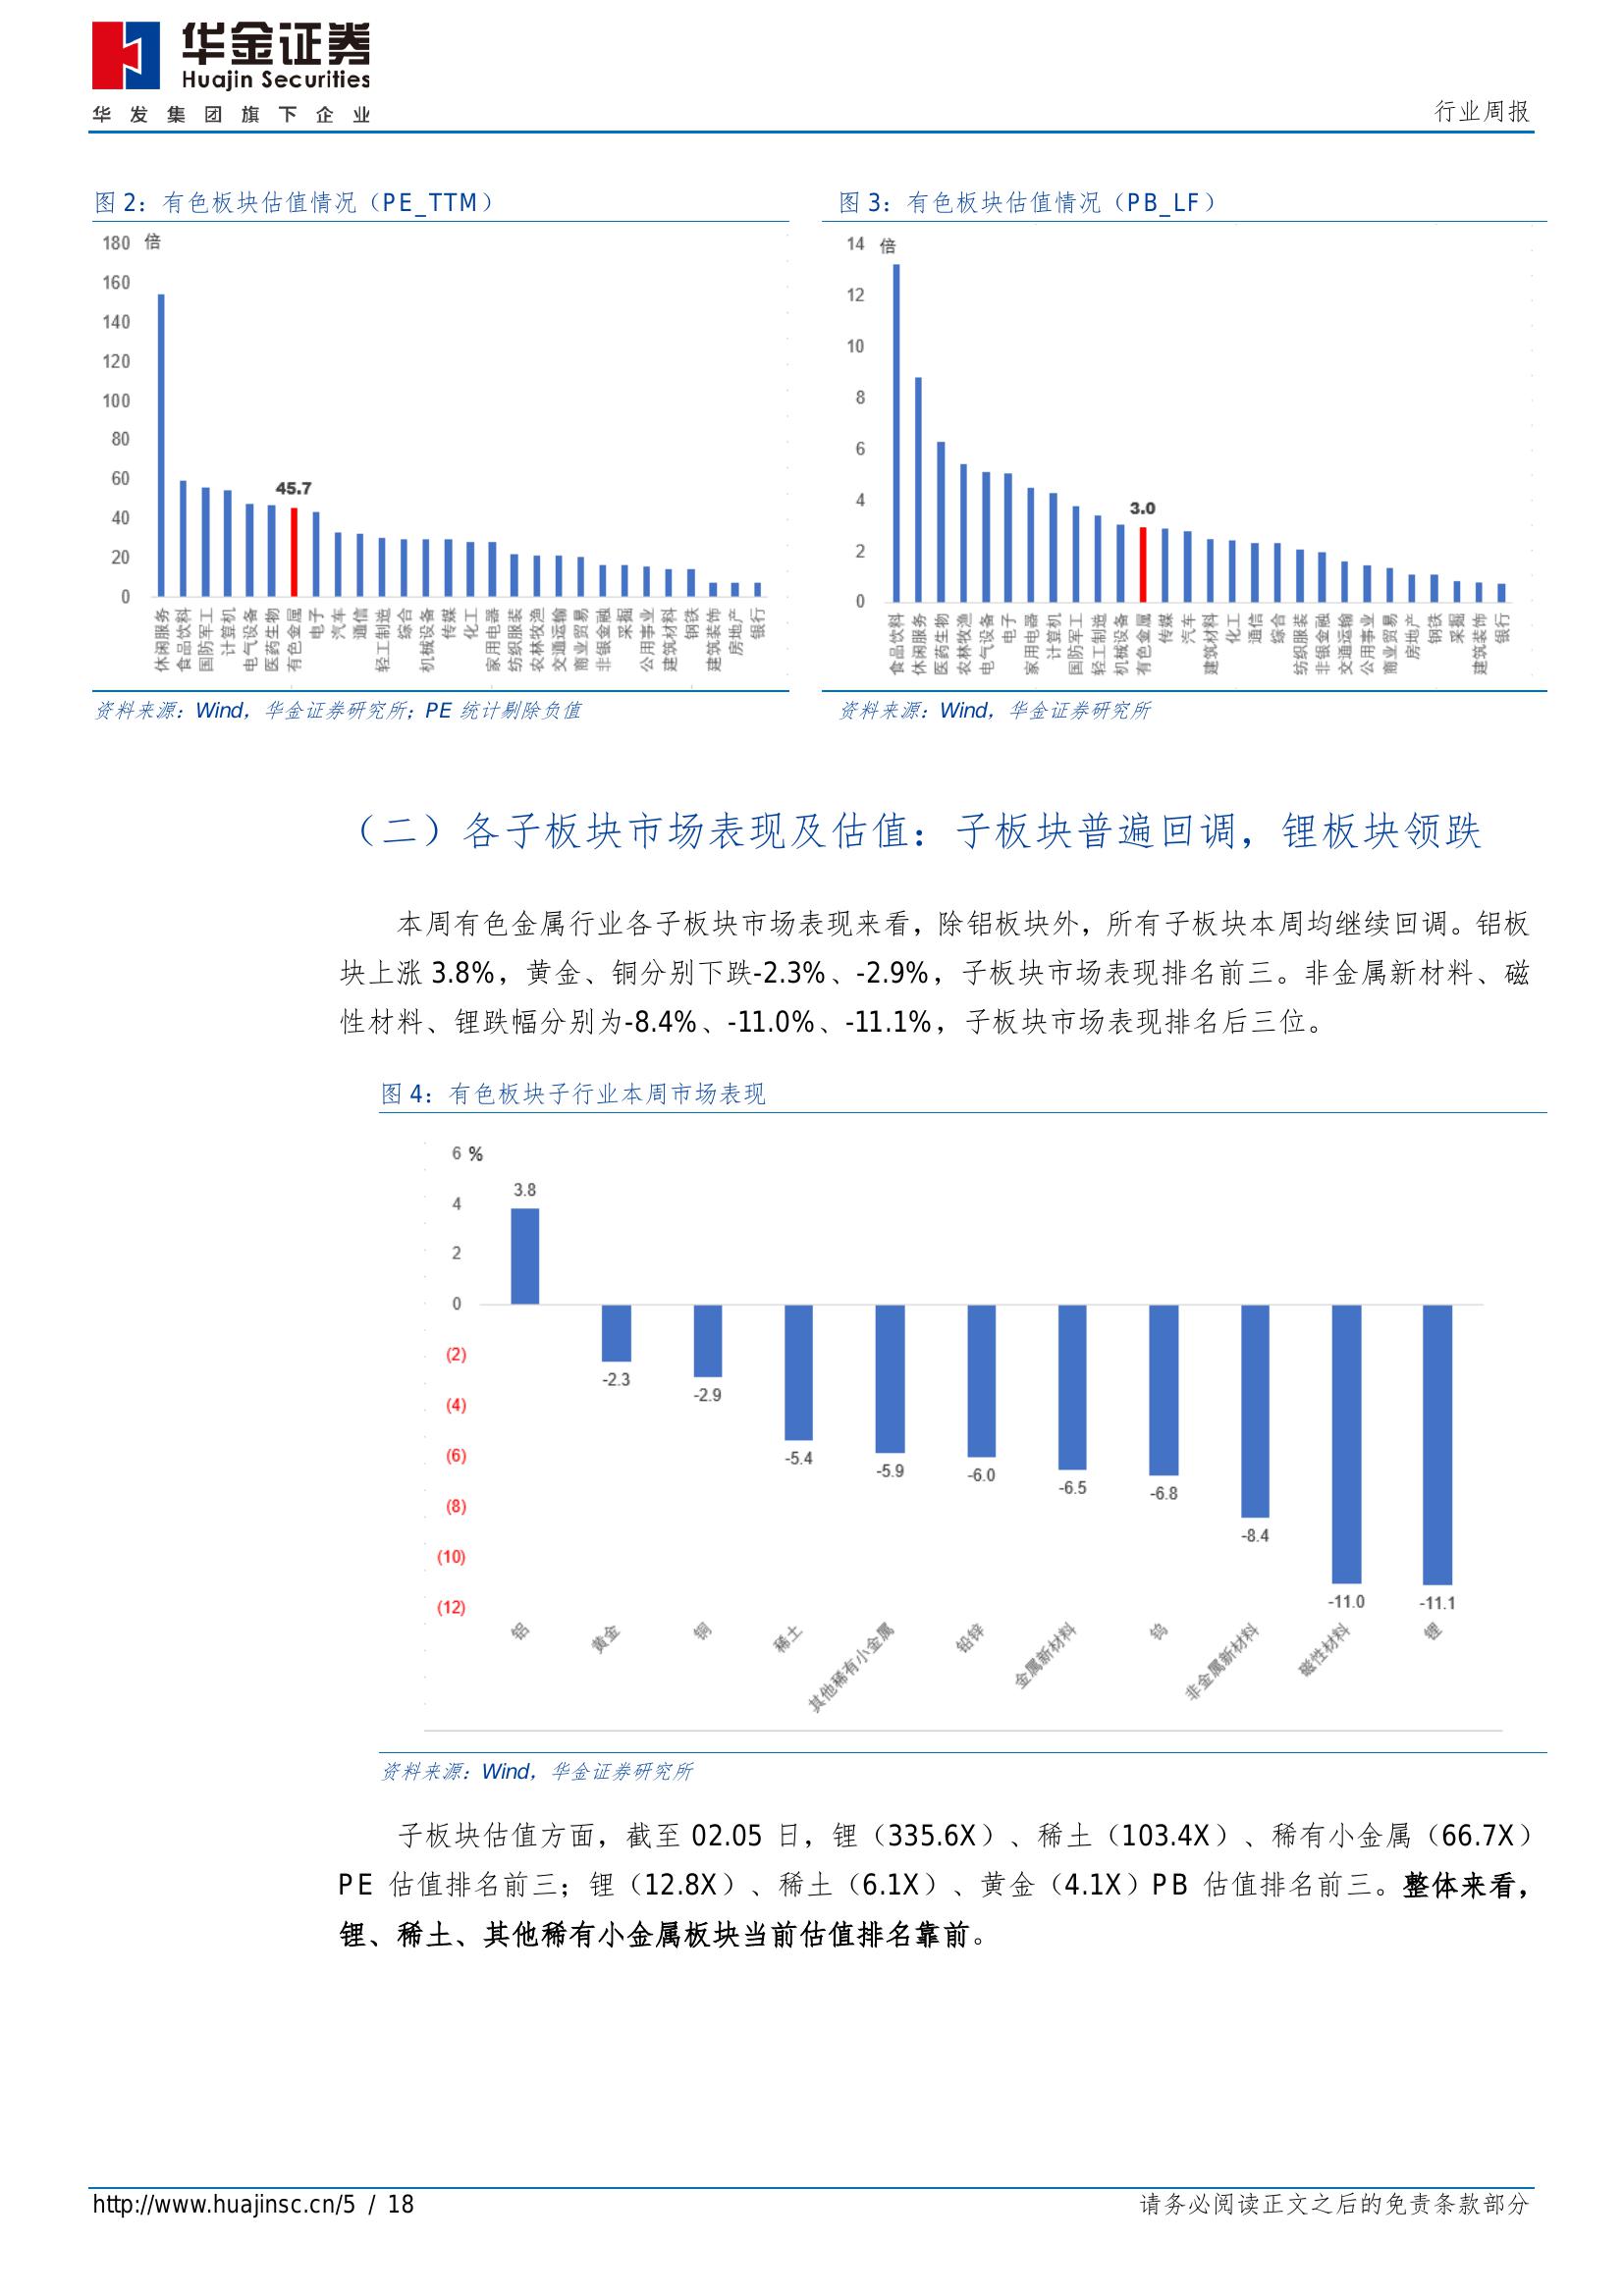 华金证券
Huajin Securities
华发集团旗下企业
行业周报
图 2：有色板块估值情况（PE_TTM）
180 倍
160
140
120
100
80
60
40
20
0
45.7
休闲服务 食品饮料 国防军工 计算机 电气设备 医药生物 有色金属 电子 汽车 通信 轻工制造 综合 机械设备 传媒 化工 家用电器 纺织服装 农林牧渔 交通运输 商业贸易 非银金融 采掘 公用事业 建筑材料 钢铁 建筑装饰 房地产 银行
资料来源：Wind，华金证券研究所；PE 统计剔除负值
图 3：有色板块估值情况（PB_LF）
14 倍
12
10
8
6
4
2
0
3.0
食品饮料 休闲服务 医药生物 农林牧渔 电气设备 电子 家用电器 计算机 国防军工 轻工制造 机械设备 有色金属 传媒 汽车 建筑材料 化工 通信 综合 纺织服装 非银金融 交通运输 公用事业 商业贸易 房地产 钢铁 采掘 建筑装饰 银行
资料来源：Wind，华金证券研究所
（二）各子板块市场表现及估值：子板块普遍回调，锂板块领跌
本周有色金属行业各子板块市场表现来看，除铝板块外，所有子板块本周均继续回调。铝板
块上涨 3.8%，黄金、铜分别下跌-2.3%、-2.9%，子板块市场表现排名前三。非金属新材料、磁
性材料、锂跌幅分别为-8.4%、-11.0%、-11.1%，子板块市场表现排名后三位。
图 4：有色板块子行业本周市场表现
6 %
4
2
0
(2)
(4)
(6)
(8)
(10)
(12)
3.8 -2.3 -2.9 -5.4 -5.9 -6.0 -6.5 -6.8 -8.4 -11.0 -11.1
铝 黄金 铜 稀土 其他稀有小金属 铅锌 金属新材料 钨 非金属新材料 磁性材料 锂
资料来源：Wind，华金证券研究所
子板块估值方面，截至 02.05 日，锂（335.6X）、稀土（103.4X）、稀有小金属（66.7X）
PE 估值排名前三；锂（12.8X）、稀土（6.1X）、黄金（4.1X）PB 估值排名前三。整体来看，
锂、稀土、其他稀有小金属板块当前估值排名靠前。
http://www.huajinsc.cn/5 / 18
请务必阅读正文之后的免责条款部分